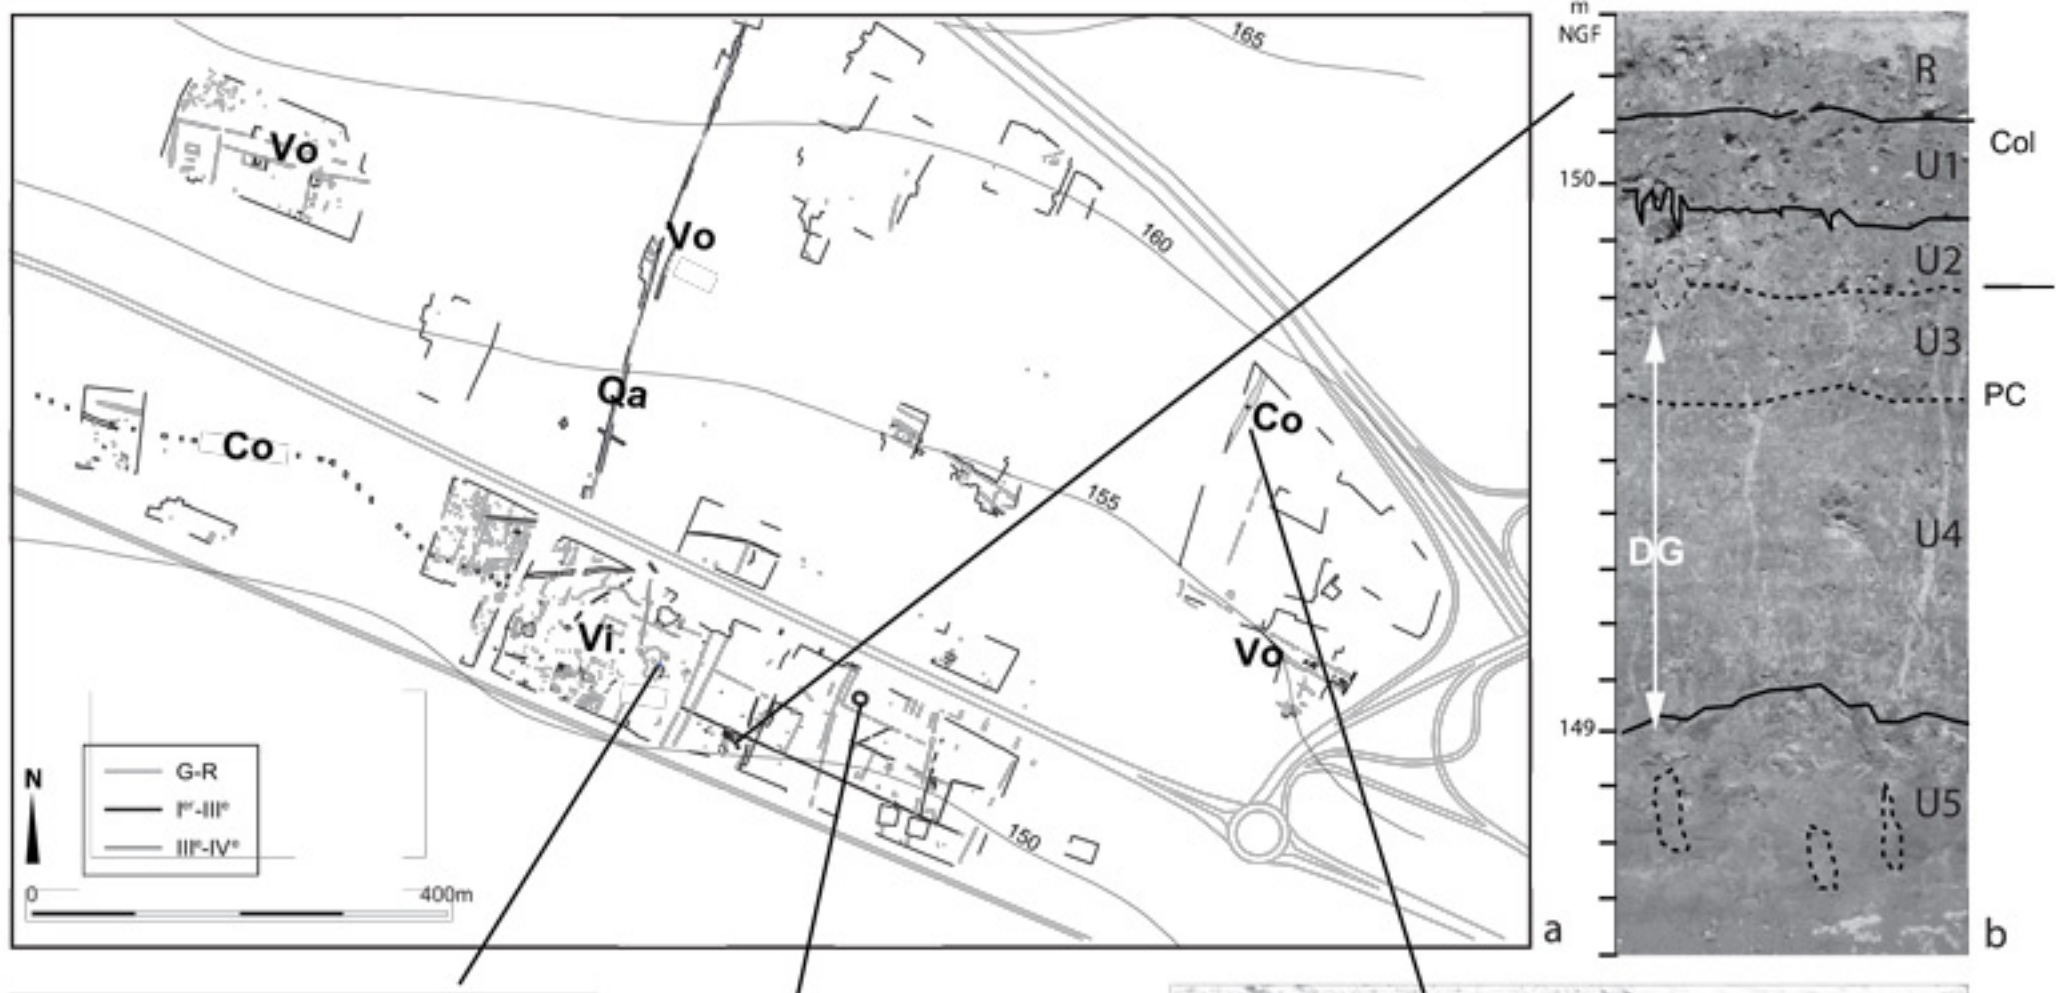 165
Vo
Vo
160
Qa
Co
Co
155
Vi
Vo
150
N
G-R
Iᵉʳ-IIIᵉ
IIIᵉ-IVᵉ
0
400m
a
m
NGF
R
Col
U1
150
U2
U3
PC
DG
U4
149
U5
b